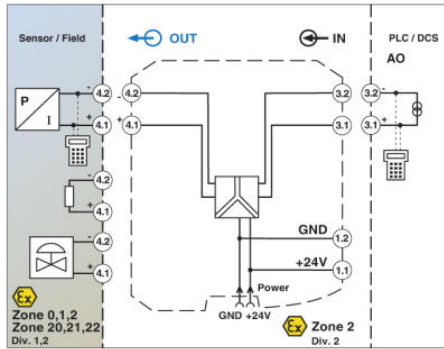 Sensor / Field
OUT
IN
PLC / DCS
AO
P
I
-
4.2
4.2
-
3.2
3.2
-
+
4.1
+
4.1
3.1
3.1
+
-
4.2
+
4.1
-
4.2
+
4.1
GND
1.2
+24V
1.1
Power
GND +24V
Ex
Zone 0,1,2
Zone 20,21,22
Div. 1,2
Ex
Zone 2
Div. 2